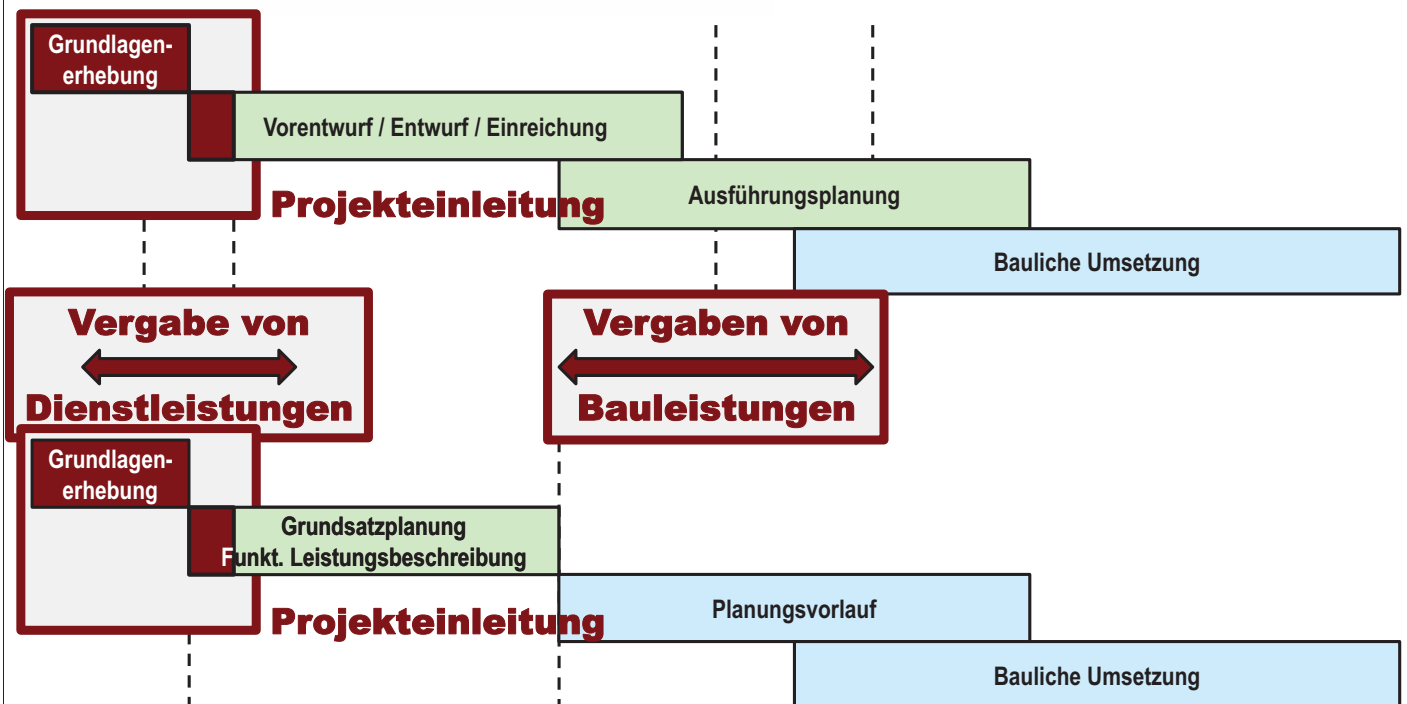 Grundlagen-
erhebung
Vorentwurf / Entwurf / Einreichung
Projekteinleitung
Ausführungsplanung
Bauliche Umsetzung
Vergabe von
Dienstleistungen
Vergaben von
Bauleistungen
Grundlagen-
erhebung
Grundsatzplanung
Funkt. Leistungsbeschreibung
Projekteinleitung
Planungsvorlauf
Bauliche Umsetzung